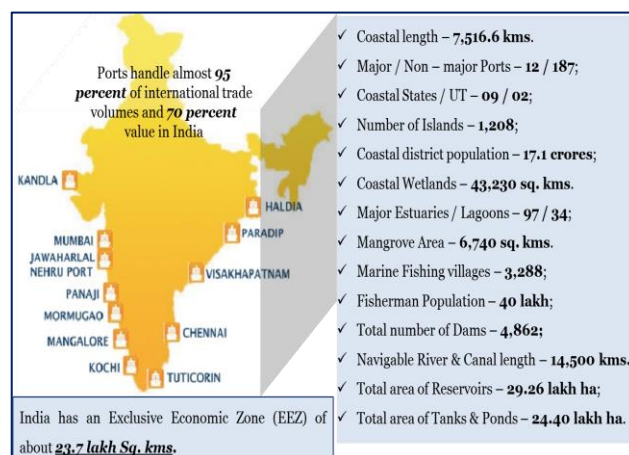 Ports handle almost 95
percent of international trade
volumes and 70 percent
value in India
KANDLA
MUMBAI
JAWAHARLAL
NEHRU PORT
PANAJI
MORMUGAO
MANGALORE
KOCHI
HALDIA
PARADIP
VISAKHAPATNAM
CHENNAI
TUTICORIN
India has an Exclusive Economic Zone (EEZ) of
about 23.7 lakh Sq. kms.
✓ Coastal length – 7,516.6 kms.
✓ Major / Non – major Ports – 12 / 187;
✓ Coastal States / UT – 09 / 02;
✓ Number of Islands – 1,208;
✓ Coastal district population – 17.1 crores;
✓ Coastal Wetlands – 43,230 sq. kms.
✓ Major Estuaries / Lagoons – 97 / 34;
✓ Mangrove Area – 6,740 sq. kms.
✓ Marine Fishing villages – 3,288;
✓ Fisherman Population – 40 lakh;
✓ Total number of Dams – 4,862;
✓ Navigable River & Canal length – 14,500 kms.
✓ Total area of Reservoirs – 29.26 lakh ha;
✓ Total area of Tanks & Ponds – 24.40 lakh ha.